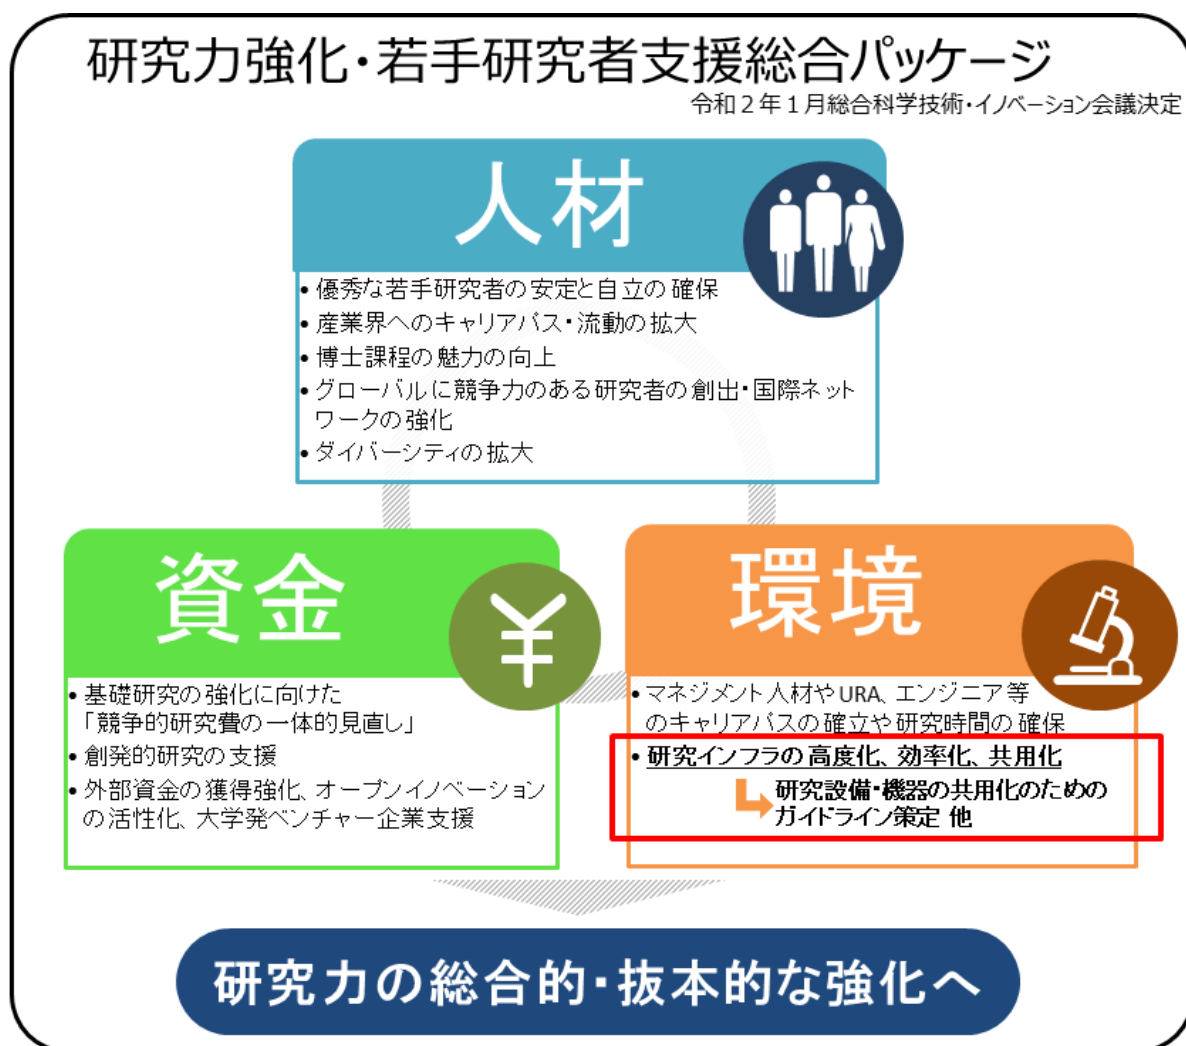 研究力強化・若手研究者支援総合パッケージ
令和２年１月総合科学技術・イノベーション会議決定
人材
• 優秀な若手研究者の安定と自立の確保
• 産業界へのキャリアパス・流動の拡大
• 博士課程の魅力の向上
• グローバルに競争力のある研究者の創出・国際ネット
ワークの強化
• ダイバーシティの拡大
資金
¥
• 基礎研究の強化に向けた
「競争的研究費の一体的見直し」
• 創発的研究の支援
• 外部資金の獲得強化、オープンイノベーション
の活性化、大学発ベンチャー企業支援
環境
• マネジメント人材やURA、エンジニア等
のキャリアパスの確立や研究時間の確保
• 研究インフラの高度化、効率化、共用化
研究設備・機器の共用化のための
ガイドライン策定 他
研究力の総合的・抜本的な強化へ